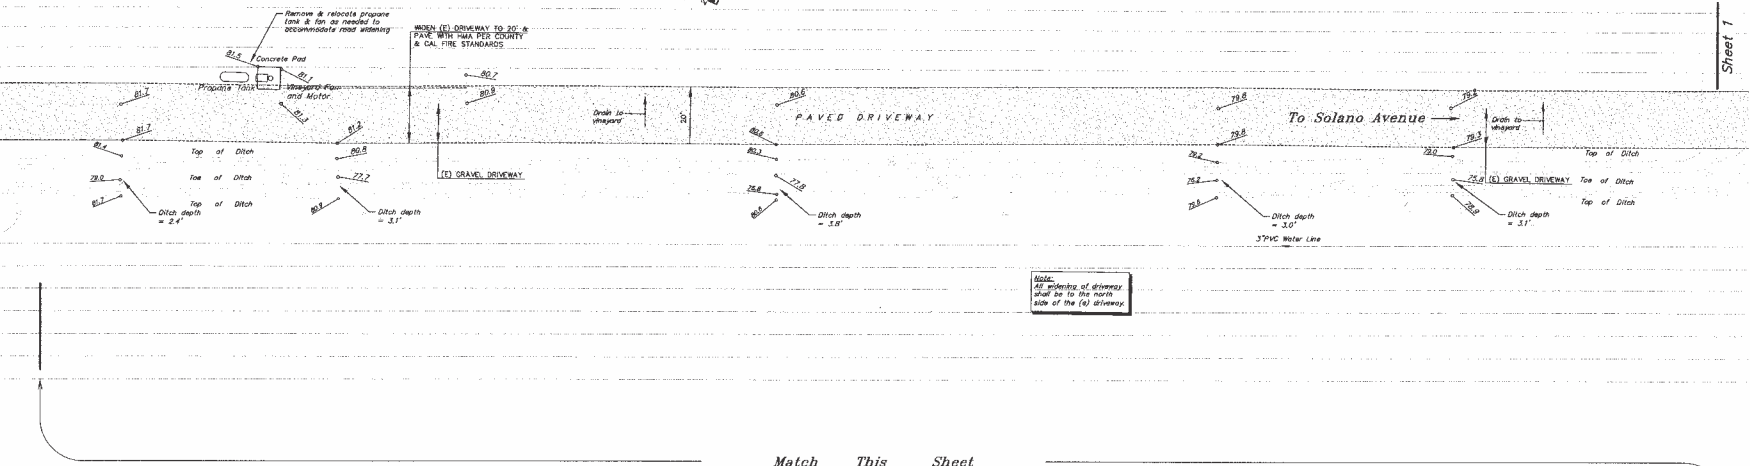 Remove & relocate propane
tank & fan as needed to
accommodate road widening
WIDEN (E) DRIVEWAY TO 20' &
PAVE WITH HMA PER COUNTY
& CAL FIRE STANDARDS
Sheet 1
81.5
Concrete Pad
81.1
80.7
Propane Tank
Vineyard Fan
and Motor
81.7
81.3
80.9
80.6
79.8
79.2
Drain to
vineyard
20'
PAVED DRIVEWAY
To Solano Avenue
Drain to
vineyard
81.7
81.2
79.8
79.3
81.4
Top of Ditch
80.8
80.3
79.2
79.0
Top of Ditch
79.0
Toe of Ditch
77.7
(E) GRAVEL DRIVEWAY
77.8
76.2
75.8
(E) GRAVEL DRIVEWAY
Toe of Ditch
81.7
Top of Ditch
80.9
80.6
79.6
78.9
Top of Ditch
Ditch depth
= 2.4'
Ditch depth
= 3.1'
Ditch depth
= 3.8'
Ditch depth
= 3.0'
Ditch depth
= 3.1'
3"PVC Water Line
Note:
All widening of driveway
shall be to the north
side of the (e) driveway.
Match This Sheet